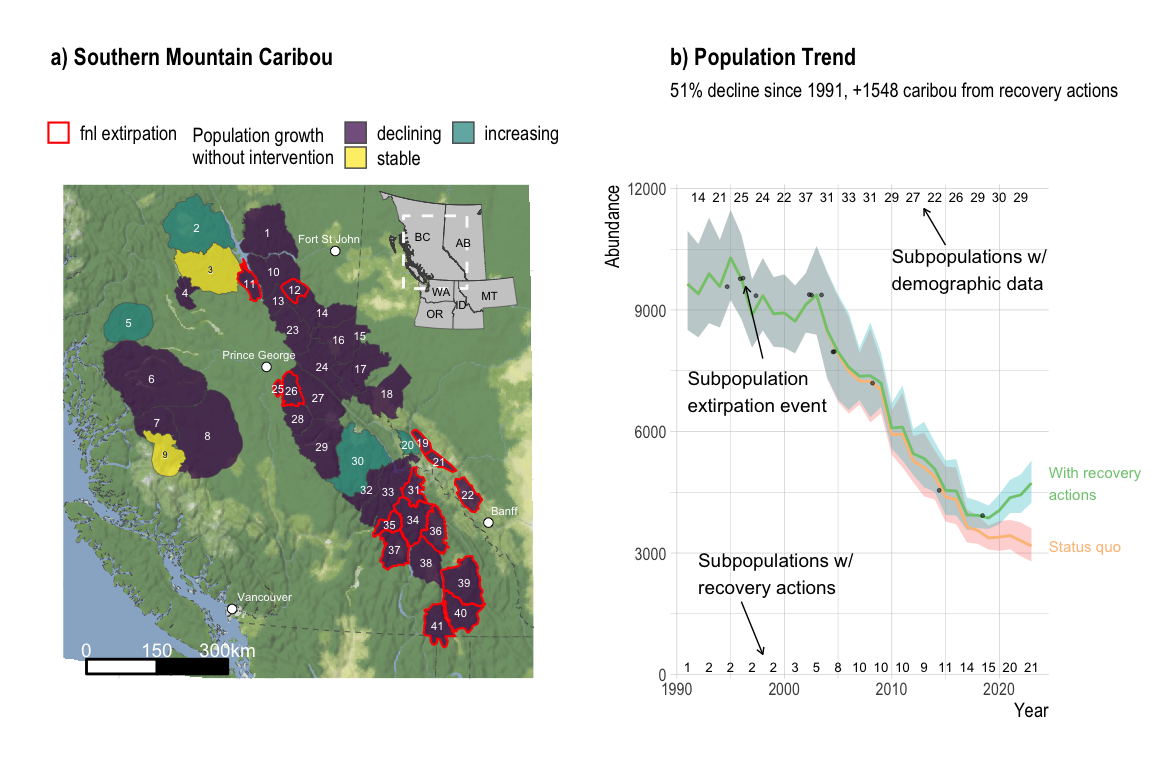 a) Southern Mountain Caribou
fnl extirpation
Population growth
without intervention
declining
increasing
stable
2
1
Fort St John
BC
AB
3
10
11
12
4
13
WA
ID
MT
OR
14
5
23
16
15
Prince George
24
17
6
25
26
27
18
28
7
8
29
20
19
9
30
21
32
33
31
22
Banff
35
34
36
37
38
39
Vancouver
40
41
0 150 300km
b) Population Trend
51% decline since 1991, +1548 caribou from recovery actions
Abundance
12000
9000
6000
3000
0
14 21 25 24 22 37 31 33 31 29 27 22 26 29 30 29
Subpopulations w/
demographic data
Subpopulation
extirpation event
With recovery
actions
Status quo
Subpopulations w/
recovery actions
1 2 2 2 2 3 5 8 10 10 10 9 11 14 15 20 21
1990 2000 2010 2020
Year